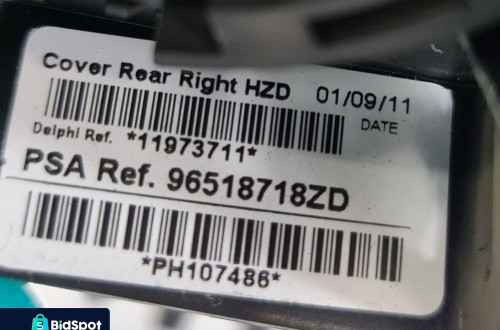 Cover Rear Right HZD 01/09/11
DATE
Delphi Ref. *11973711*
PSA Ref. 96518718ZD
*PH107486*
BidSpot